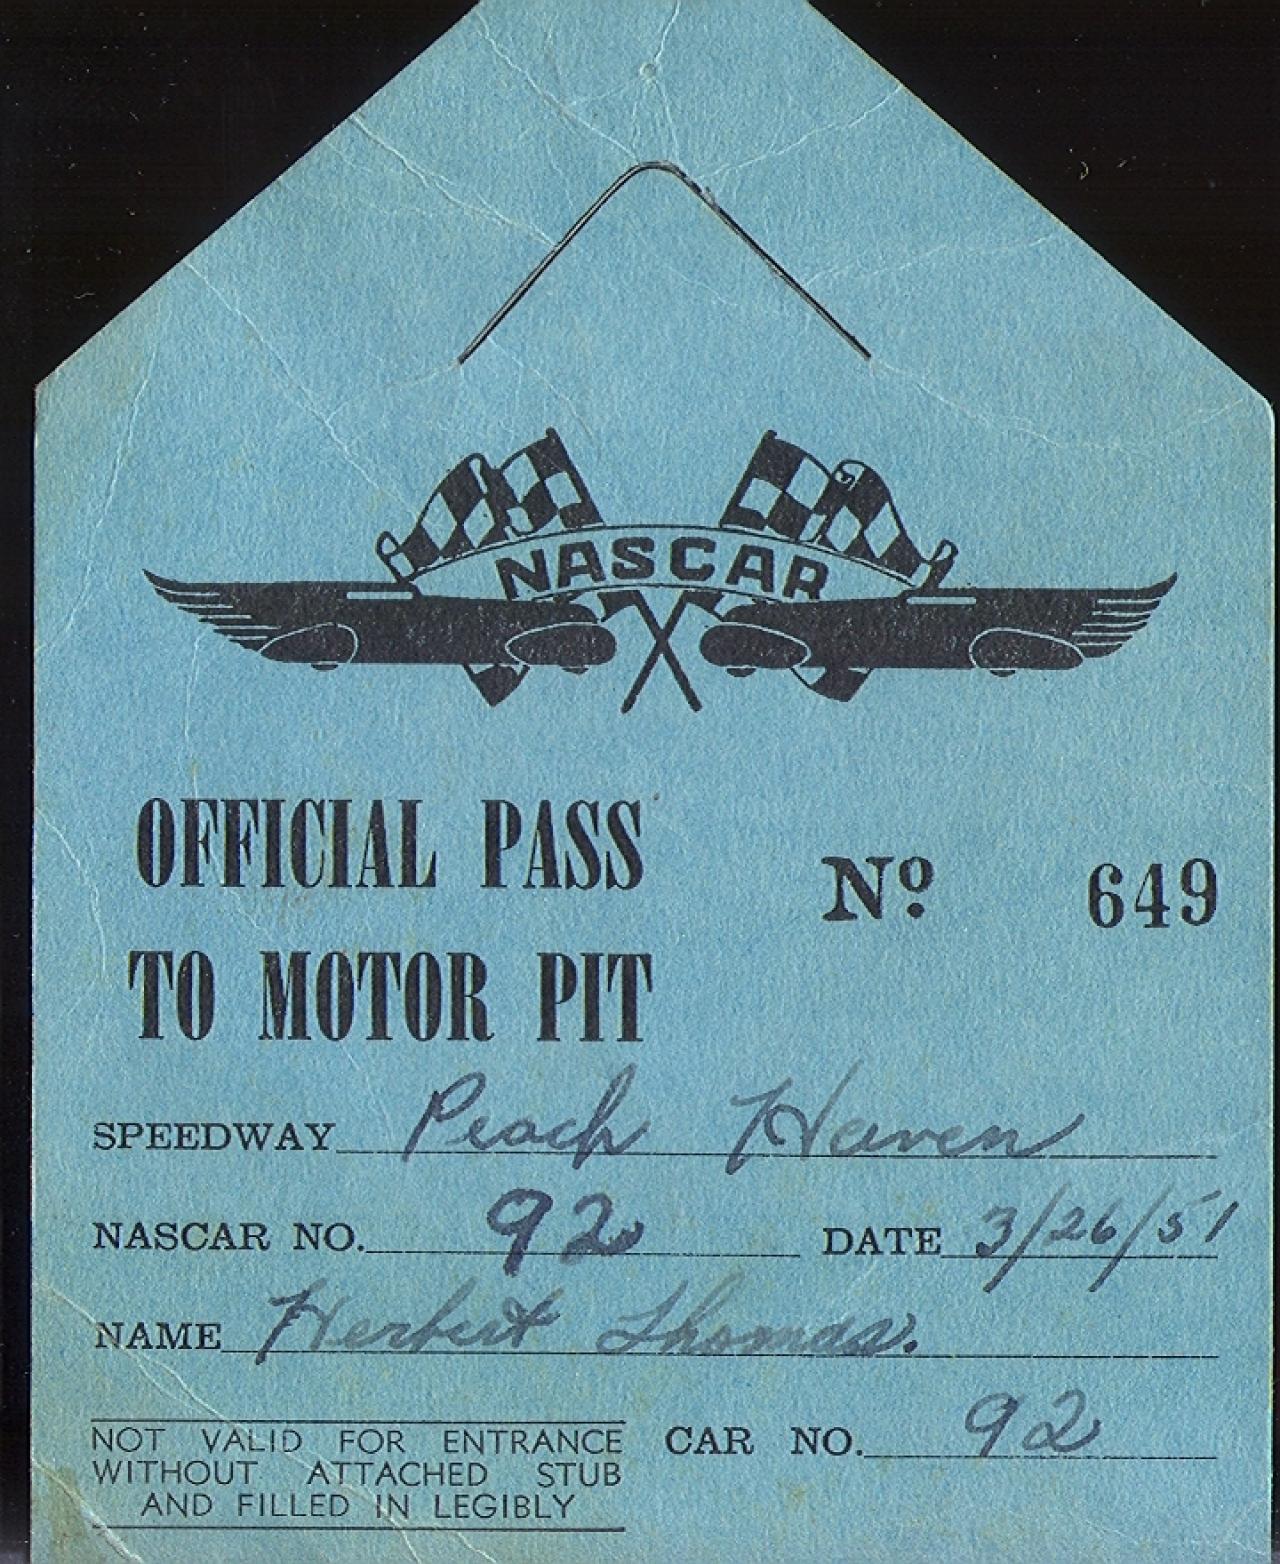 NASCAR
OFFICIAL PASS
TO MOTOR PIT
Nº 649
SPEEDWAY Peach Haven
NASCAR NO. 92 DATE 3/26/51
NAME Herbert Thomas.
NOT VALID FOR ENTRANCE
WITHOUT ATTACHED STUB
AND FILLED IN LEGIBLY
CAR NO. 92